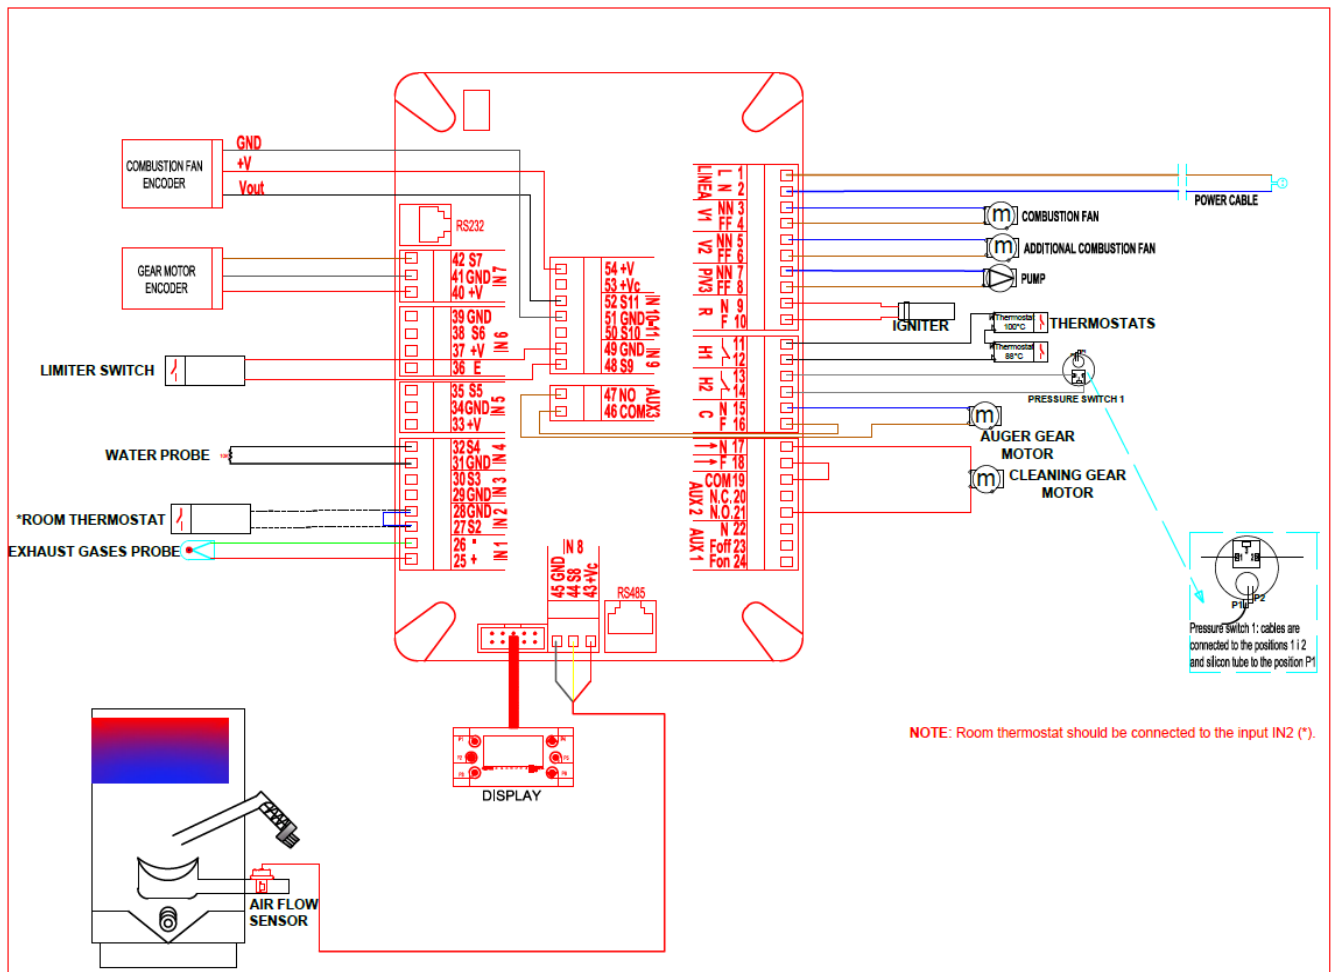 GND
+V
Vout
COMBUSTION FAN
ENCODER
GEAR MOTOR
ENCODER
LIMITER SWITCH
WATER PROBE
*ROOM THERMOSTAT
EXHAUST GASES PROBE
RS232
42 S7
41 GND
40 +V
IN 7
39 GND
38 S6
37 +V
36 E
IN 6
35 S5
34 GND
33 +V
IN 5
32 S4
31 GND
IN 4
30 S3
29 GND
IN 3
28 GND
27 S2
IN 2
26 -
25 +
IN 1
54 +V
53 +Vc
52 S11
51 GND
50 S10
IN 10-11
49 GND
48 S9
IN 9
47 NO
46 COM
AUX3
IN 8
45 GND
44 S8
43 +Vc
RS485
LINEA
L 1
N 2
V1
NN 3
FF 4
V2
NN 5
FF 6
P/V3
NN 7
FF 8
R
N 9
F 10
H1
11
12
H2
13
14
C
N 15
F 16
N 17
F 18
COM 19
N.C. 20
N.O. 21
AUX 2
N 22
Foff 23
Fon 24
AUX 1
POWER CABLE
m
COMBUSTION FAN
m
ADDITIONAL COMBUSTION FAN
PUMP
IGNITER
Thermostat
100°C
THERMOSTATS
Thermostat
88°C
PRESSURE SWITCH 1
m
AUGER GEAR
MOTOR
m
CLEANING GEAR
MOTOR
P1
P2
Pressure switch 1: cables are
connected to the positions 1 i 2
and silicon tube to the position P1
NOTE: Room thermostat should be connected to the input IN2 (*).
DISPLAY
AIR FLOW
SENSOR